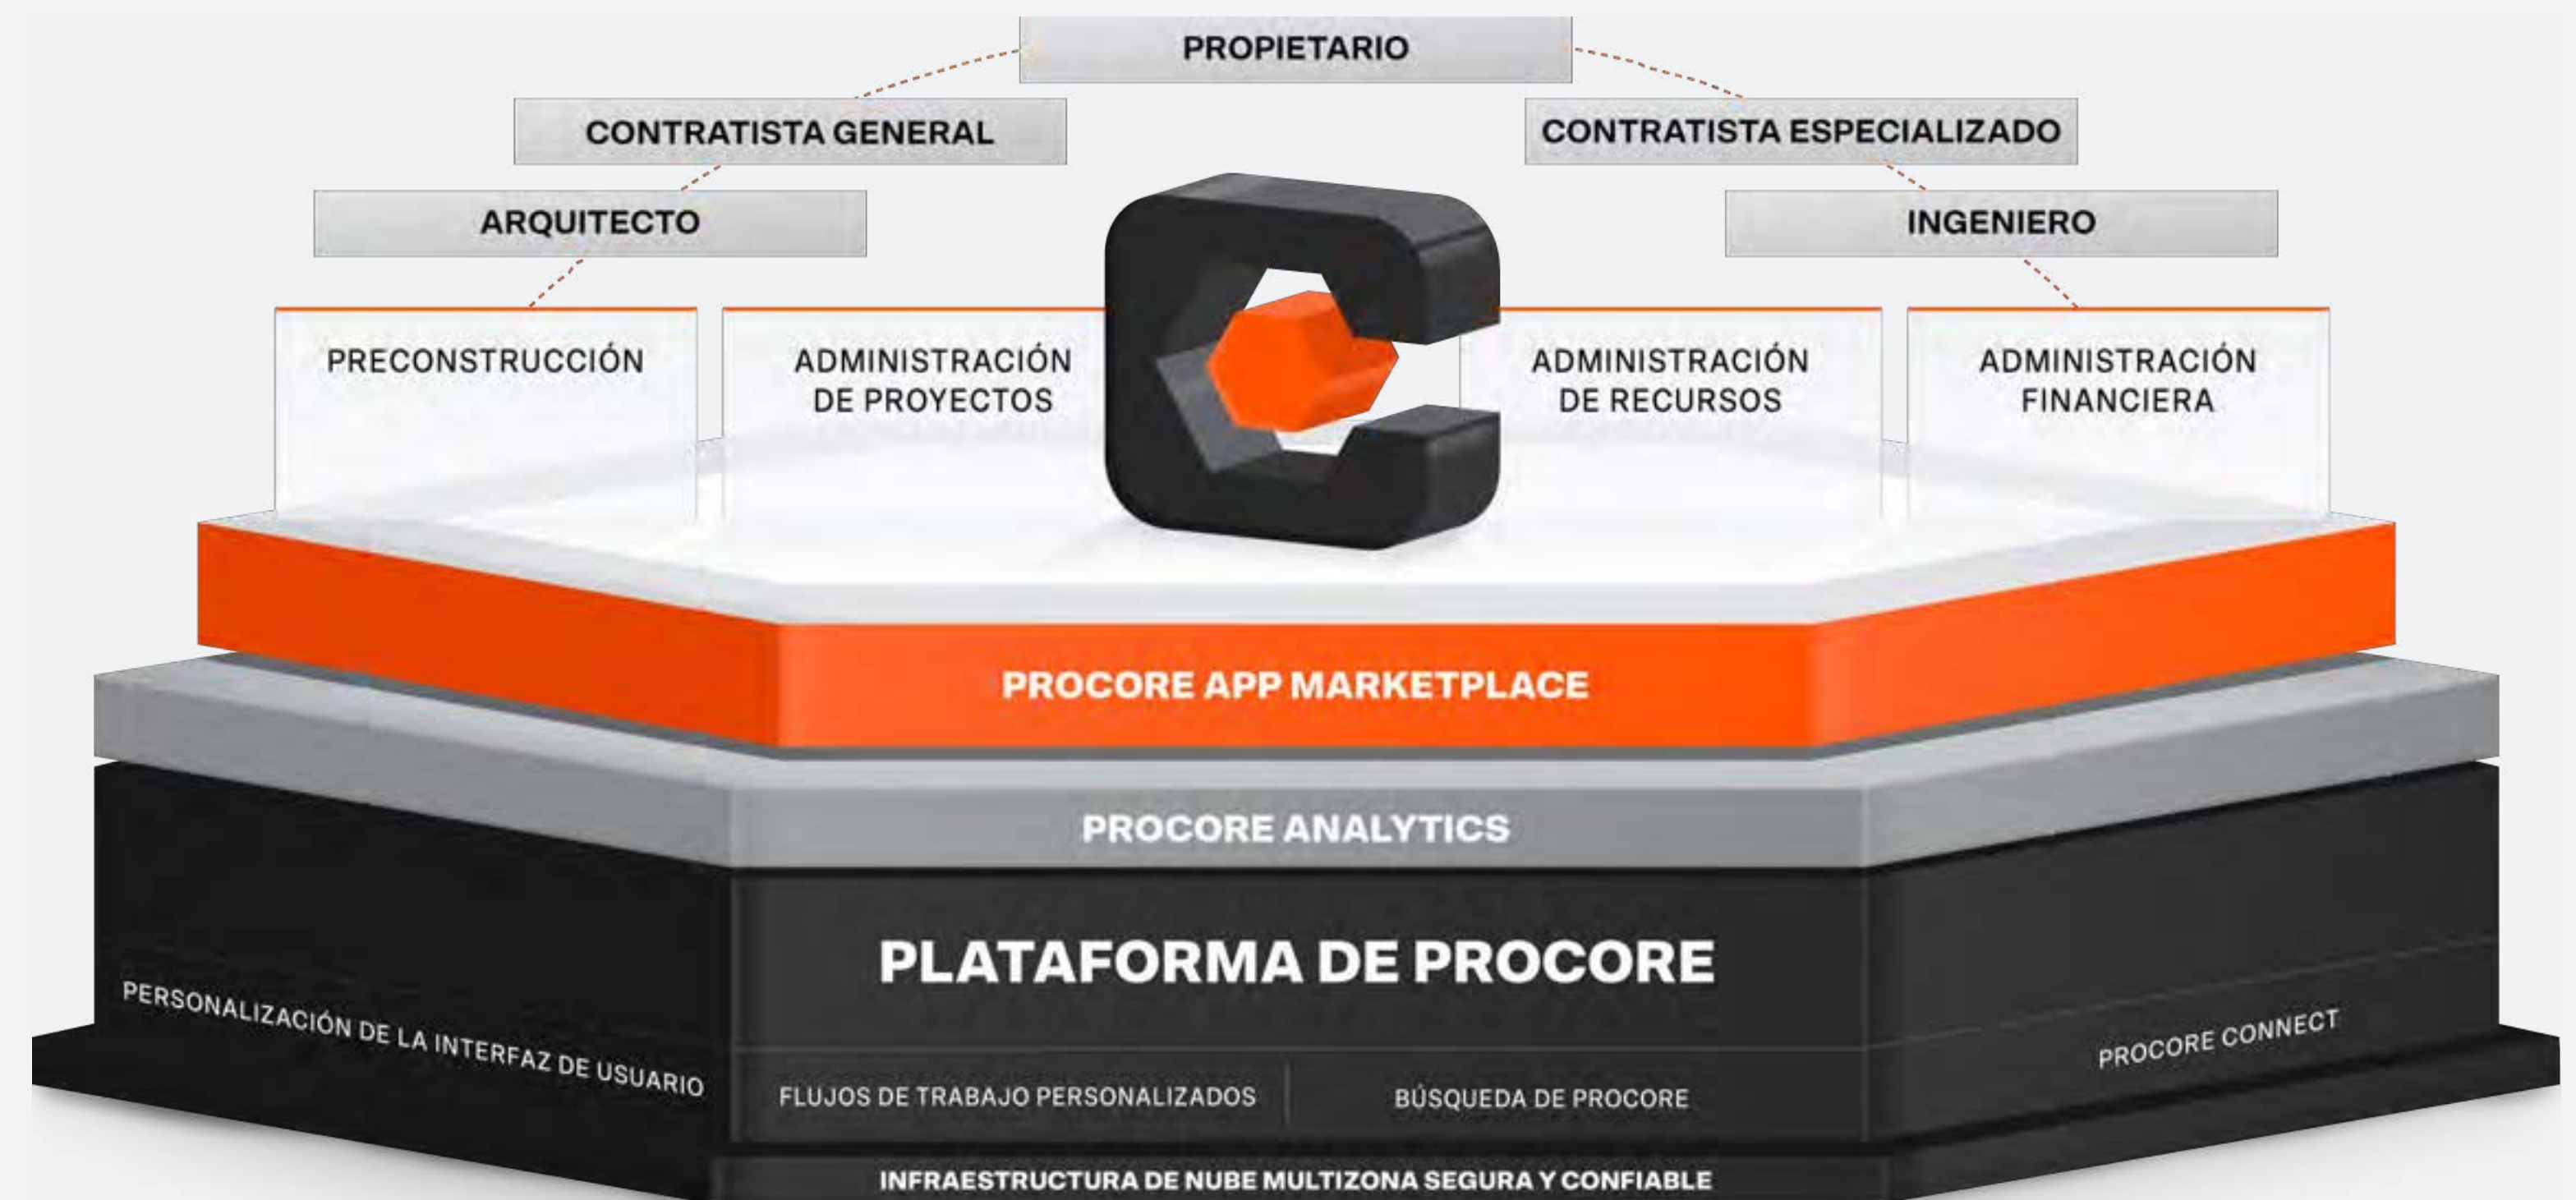 PROPIETARIO
CONTRATISTA GENERAL
CONTRATISTA ESPECIALIZADO
ARQUITECTO
INGENIERO
PRECONSTRUCCIÓN
ADMINISTRACIÓN
DE PROYECTOS
ADMINISTRACIÓN
DE RECURSOS
ADMINISTRACIÓN
FINANCIERA
PROCORE APP MARKETPLACE
PROCORE ANALYTICS
PLATAFORMA DE PROCORE
PERSONALIZACIÓN DE LA INTERFAZ DE USUARIO
FLUJOS DE TRABAJO PERSONALIZADOS
BÚSQUEDA DE PROCORE
PROCORE CONNECT
INFRAESTRUCTURA DE NUBE MULTIZONA SEGURA Y CONFIABLE